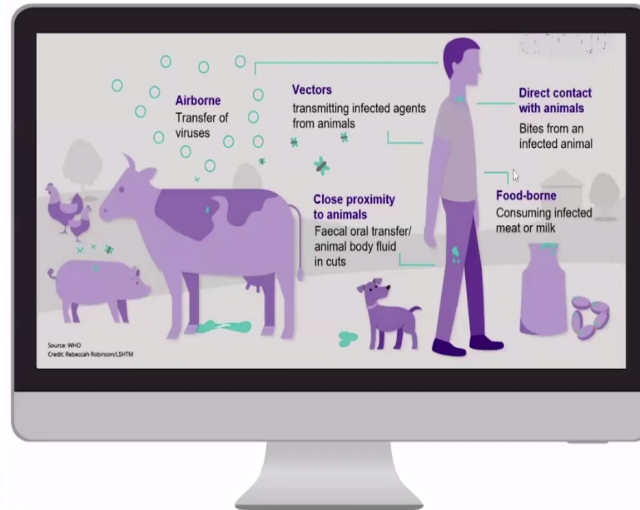 Airborne
Transfer of
viruses
Vectors
transmitting infected agents
from animals
Direct contact
with animals
Bites from an
infected animal
Close proximity
to animals
Faecal oral transfer/
animal body fluid
in cuts
Food-borne
Consuming infected
meat or milk
Source: WHO
Credit: Rebeccah Robinson/LSHTM